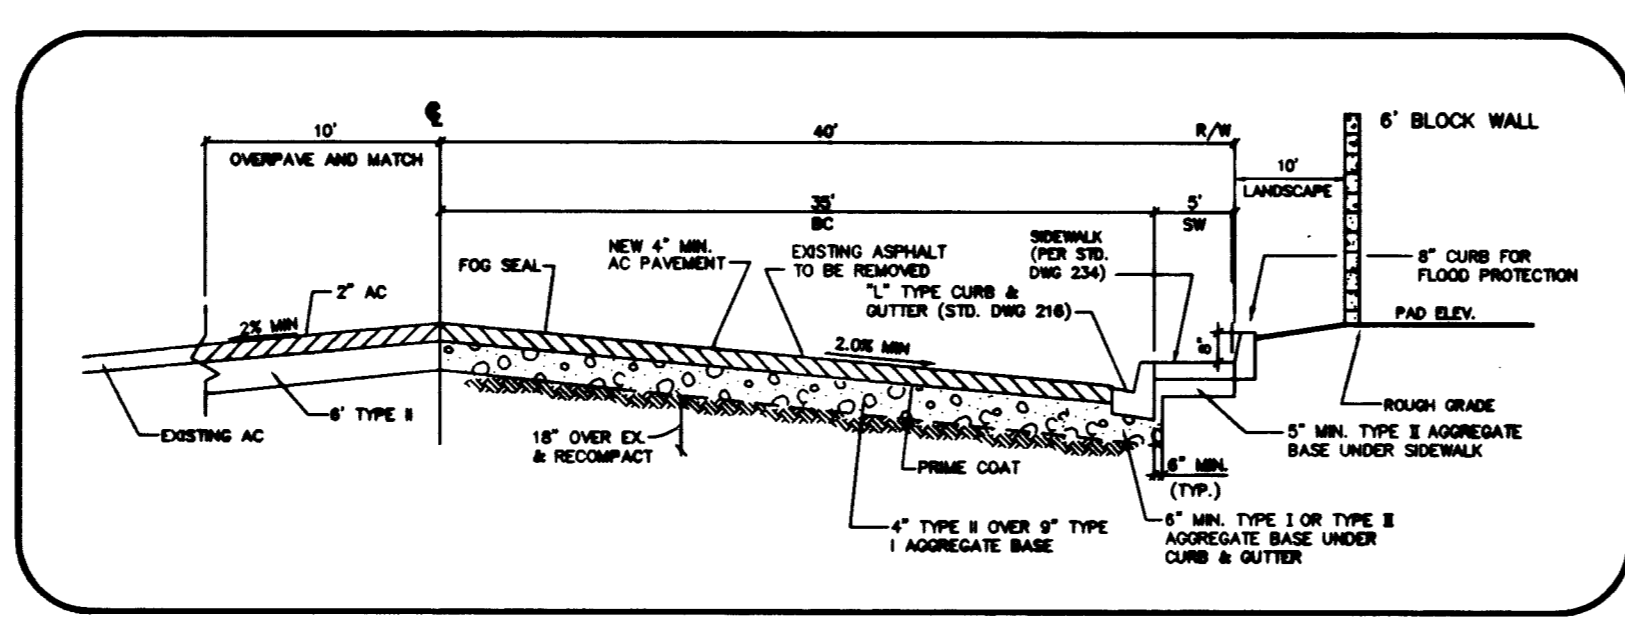 ℄
10'
40'
R/W
6' BLOCK WALL
OVERPAVE AND MATCH
10'
LANDSCAPE
35'
BC
5'
SW
NEW 4" MIN.
AC PAVEMENT
EXISTING ASPHALT
TO BE REMOVED
SIDEWALK
(PER STD.
DWG 234)
8" CURB FOR
FLOOD PROTECTION
FOG SEAL
"L" TYPE CURB &
GUTTER (STD. DWG 216)
2" AC
2% MIN
2.0% MIN
8"
PAD ELEV.
EXISTING AC
6' TYPE II
18" OVER EX.
& RECOMPACT
PRIME COAT
ROUGH GRADE
5" MIN. TYPE II AGGREGATE
BASE UNDER SIDEWALK
6" MIN.
(TYP.)
4" TYPE II OVER 9" TYPE
I AGGREGATE BASE
6" MIN. TYPE I OR TYPE II
AGGREGATE BASE UNDER
CURB & GUTTER